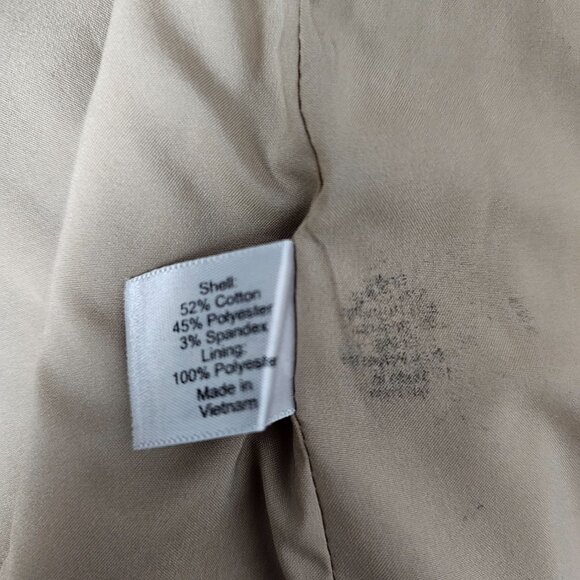 Shell:
52% Cotton
45% Polyester
3% Spandex
Lining:
100% Polyester
Made in
Vietnam